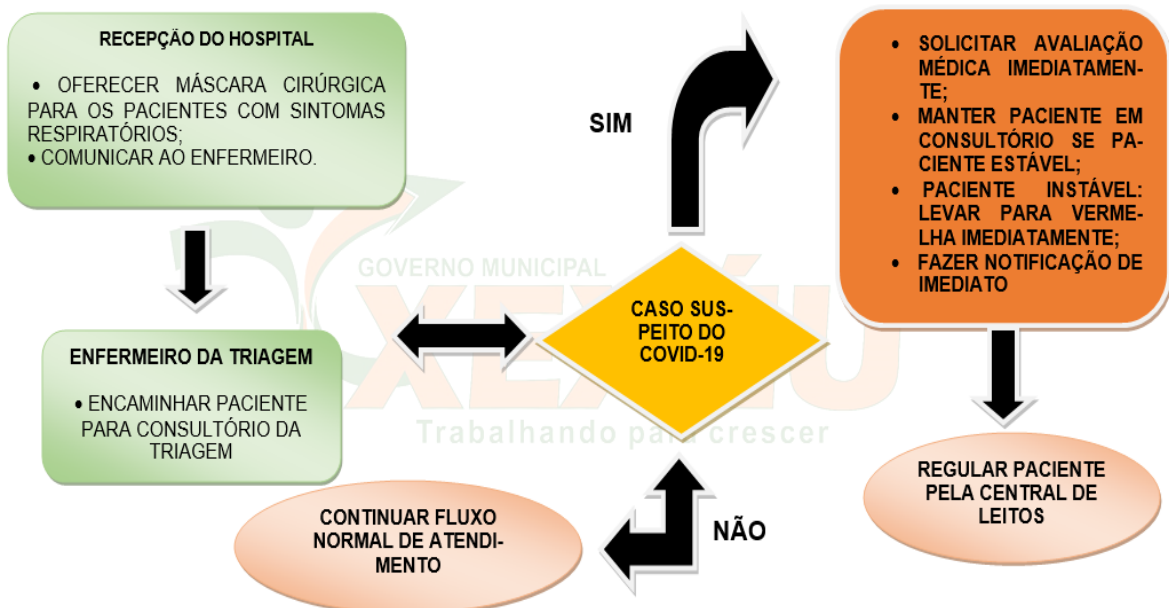 RECEPÇÃO DO HOSPITAL
• OFERECER MÁSCARA CIRÚRGICA
PARA OS PACIENTES COM SINTOMAS
RESPIRATÓRIOS;
• COMUNICAR AO ENFERMEIRO.
ENFERMEIRO DA TRIAGEM
• ENCAMINHAR PACIENTE
PARA CONSULTÓRIO DA
TRIAGEM
GOVERNO MUNICIPAL
XEXÉU
Trabalhando para crescer
CASO SUS-
PEITO DO
COVID-19
SIM
• SOLICITAR AVALIAÇÃO
MÉDICA IMEDIATAMEN-
TE;
• MANTER PACIENTE EM
CONSULTÓRIO SE PA-
CIENTE ESTÁVEL;
• PACIENTE INSTÁVEL:
LEVAR PARA VERME-
LHA IMEDIATAMENTE;
• FAZER NOTIFICAÇÃO DE
IMEDIATO
REGULAR PACIENTE
PELA CENTRAL DE
LEITOS
NÃO
CONTINUAR FLUXO
NORMAL DE ATENDI-
MENTO